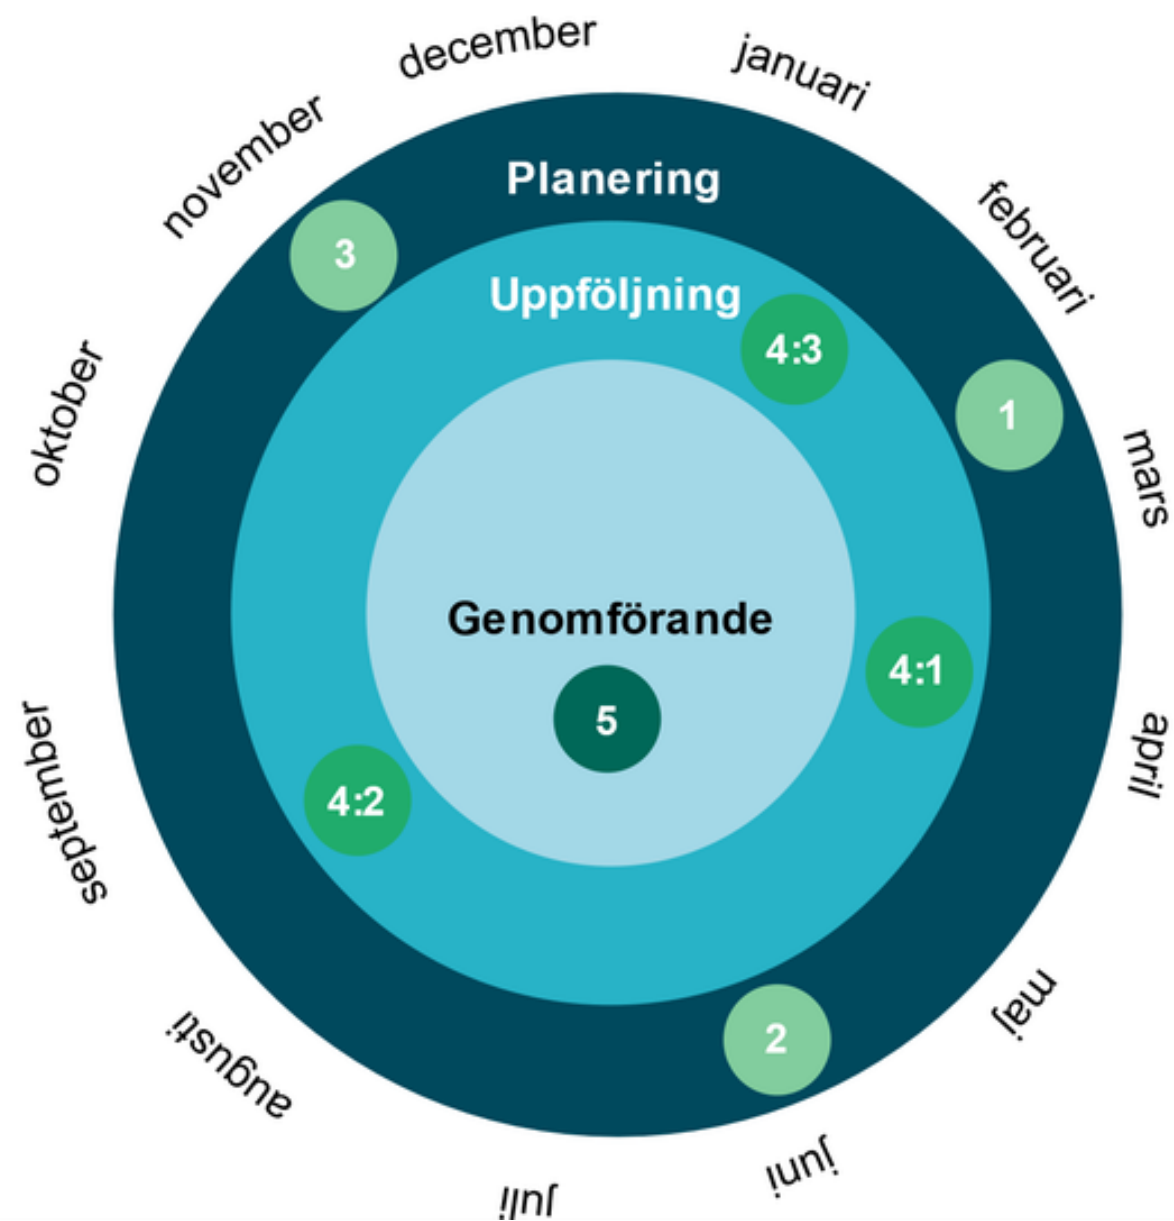 december
januari
november
februari
Planering
3
Uppföljning
4:3
oktober
1
mars
Genomförande
4:1
5
september
april
4:2
maj
2
augusti
juni
juli